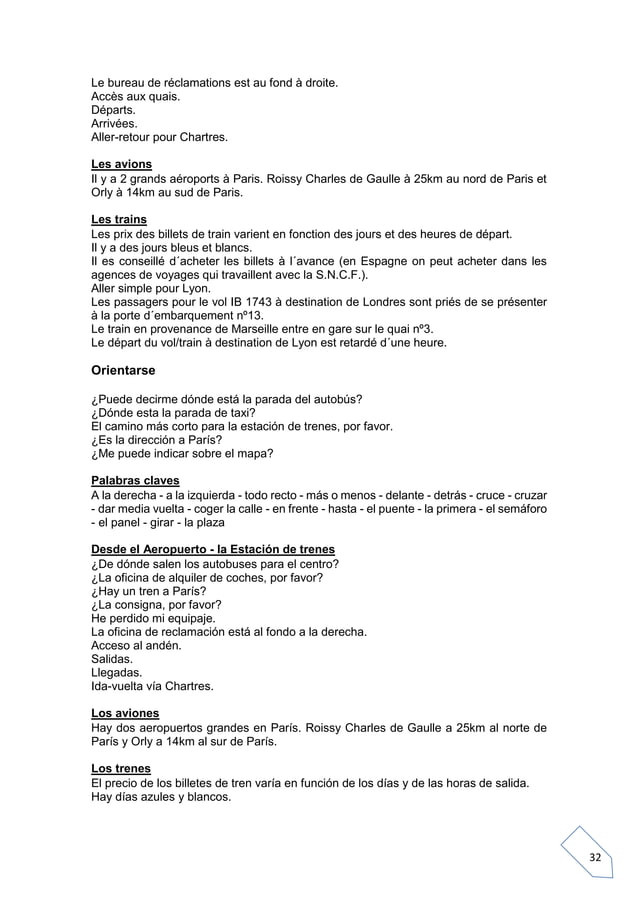 Le bureau de réclamations est au fond à droite.
Accès aux quais.
Départs.
Arrivées.
Aller-retour pour Chartres.
Les avions
Il y a 2 grands aéroports à Paris. Roissy Charles de Gaulle à 25km au nord de Paris et
Orly à 14km au sud de Paris.
Les trains
Les prix des billets de train varient en fonction des jours et des heures de départ.
Il y a des jours bleus et blancs.
Il es conseillé d´acheter les billets à l´avance (en Espagne on peut acheter dans les
agences de voyages qui travaillent avec la S.N.C.F.).
Aller simple pour Lyon.
Les passagers pour le vol IB 1743 à destination de Londres sont priés de se présenter
à la porte d´embarquement nº13.
Le train en provenance de Marseille entre en gare sur le quai nº3.
Le départ du vol/train à destination de Lyon est retardé d´une heure.
Orientarse
¿Puede decirme dónde está la parada del autobús?
¿Dónde esta la parada de taxi?
El camino más corto para la estación de trenes, por favor.
¿Es la dirección a París?
¿Me puede indicar sobre el mapa?
Palabras claves
A la derecha - a la izquierda - todo recto - más o menos - delante - detrás - cruce - cruzar
- dar media vuelta - coger la calle - en frente - hasta - el puente - la primera - el semáforo
- el panel - girar - la plaza
Desde el Aeropuerto - la Estación de trenes
¿De dónde salen los autobuses para el centro?
¿La oficina de alquiler de coches, por favor?
¿Hay un tren a París?
¿La consigna, por favor?
He perdido mi equipaje.
La oficina de reclamación está al fondo a la derecha.
Acceso al andén.
Salidas.
Llegadas.
Ida-vuelta vía Chartres.
Los aviones
Hay dos aeropuertos grandes en París. Roissy Charles de Gaulle a 25km al norte de
París y Orly a 14km al sur de París.
Los trenes
El precio de los billetes de tren varía en función de los días y de las horas de salida.
Hay días azules y blancos.
32